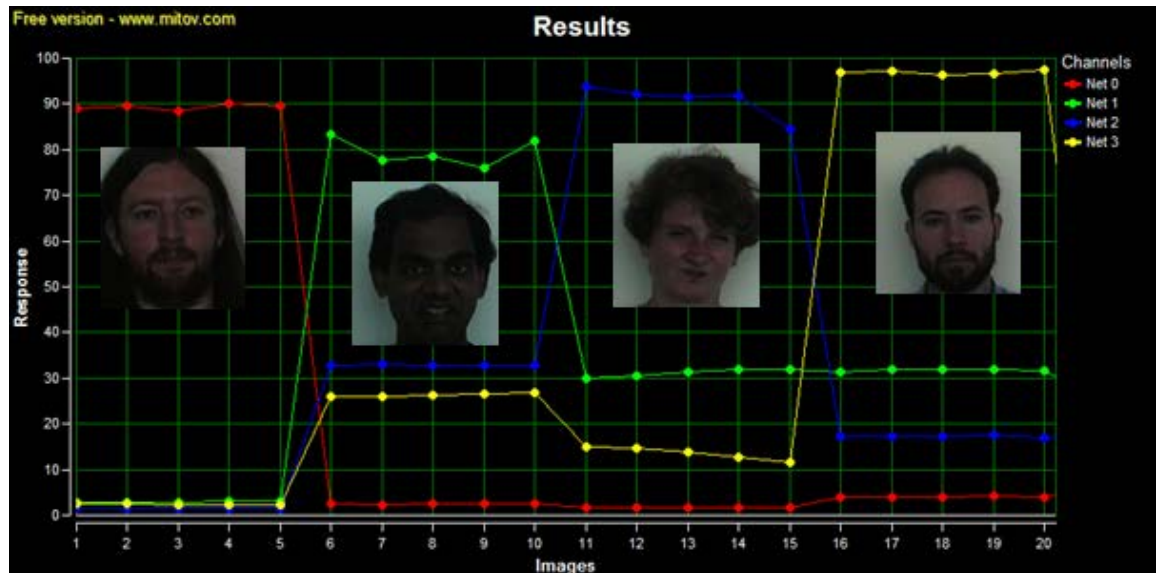 Free version - www.mitov.com
Results
Channels
Net 0
Net 1
Net 2
Net 3
Response
100
90
80
70
60
50
40
30
20
10
0
1 2 3 4 5 6 7 8 9 10 11 12 13 14 15 16 17 18 19 20
Images